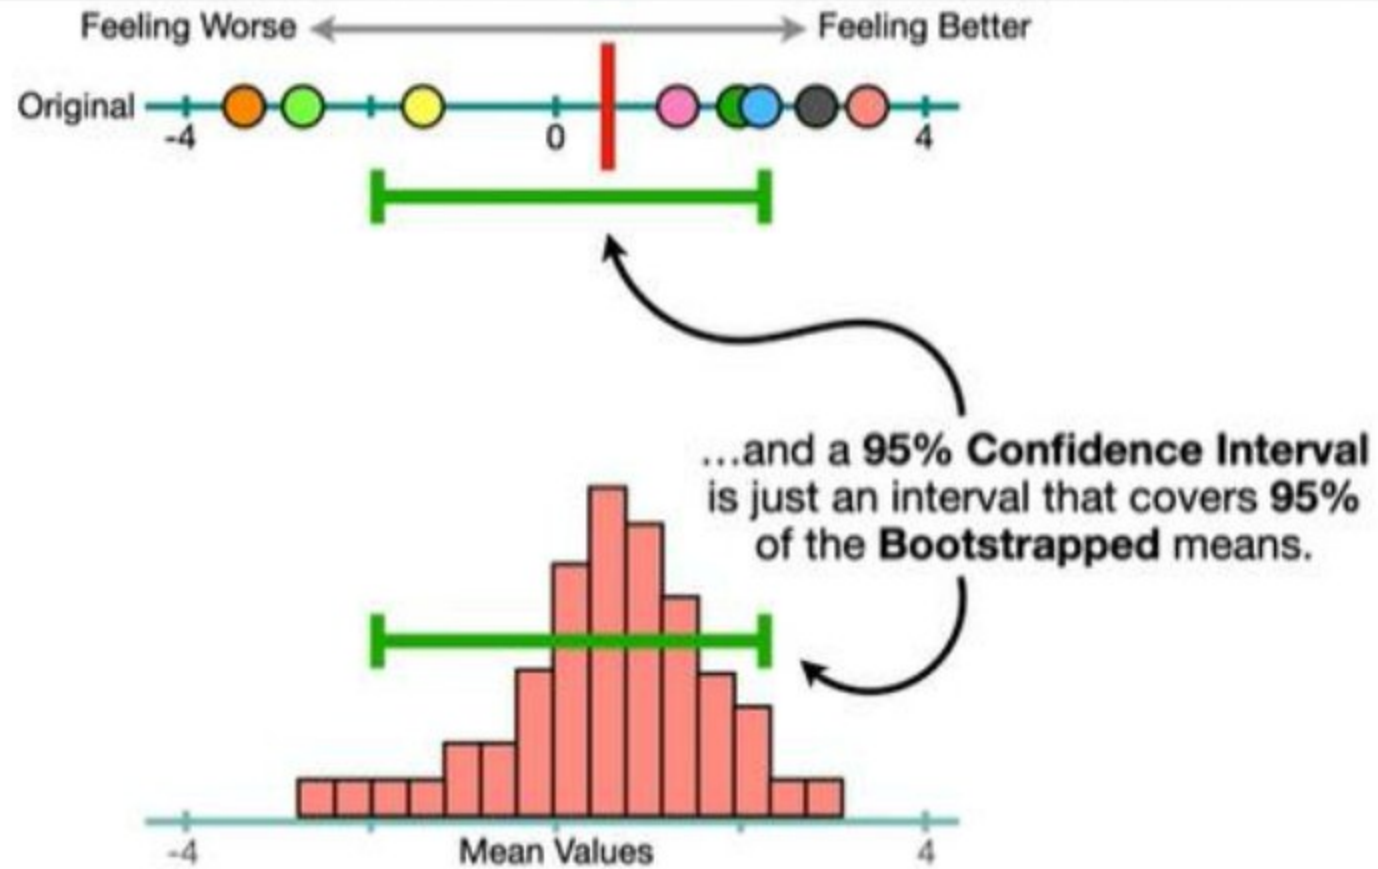 Feeling Worse Feeling Better
Original
-4 0 4
...and a 95% Confidence Interval
is just an interval that covers 95%
of the Bootstrapped means.
-4 Mean Values 4